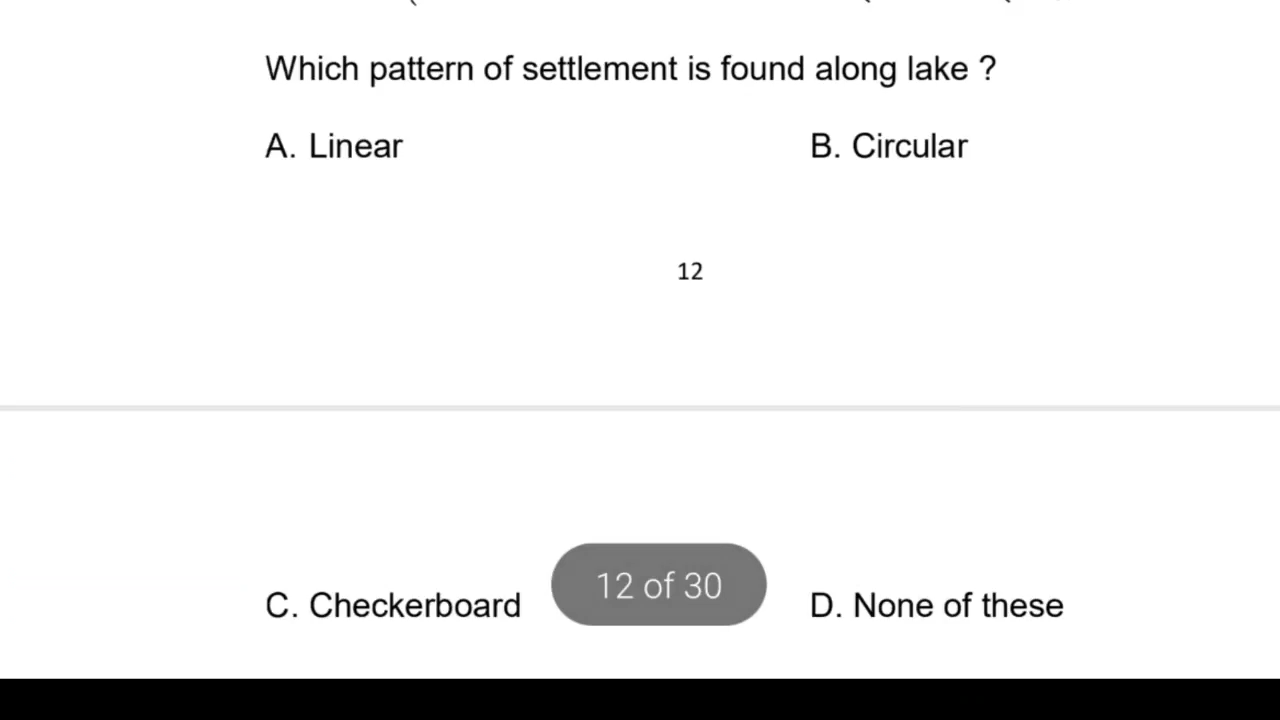 Which pattern of settlement is found along lake ?
A. Linear B. Circular
12
C. Checkerboard 12 of 30 D. None of these